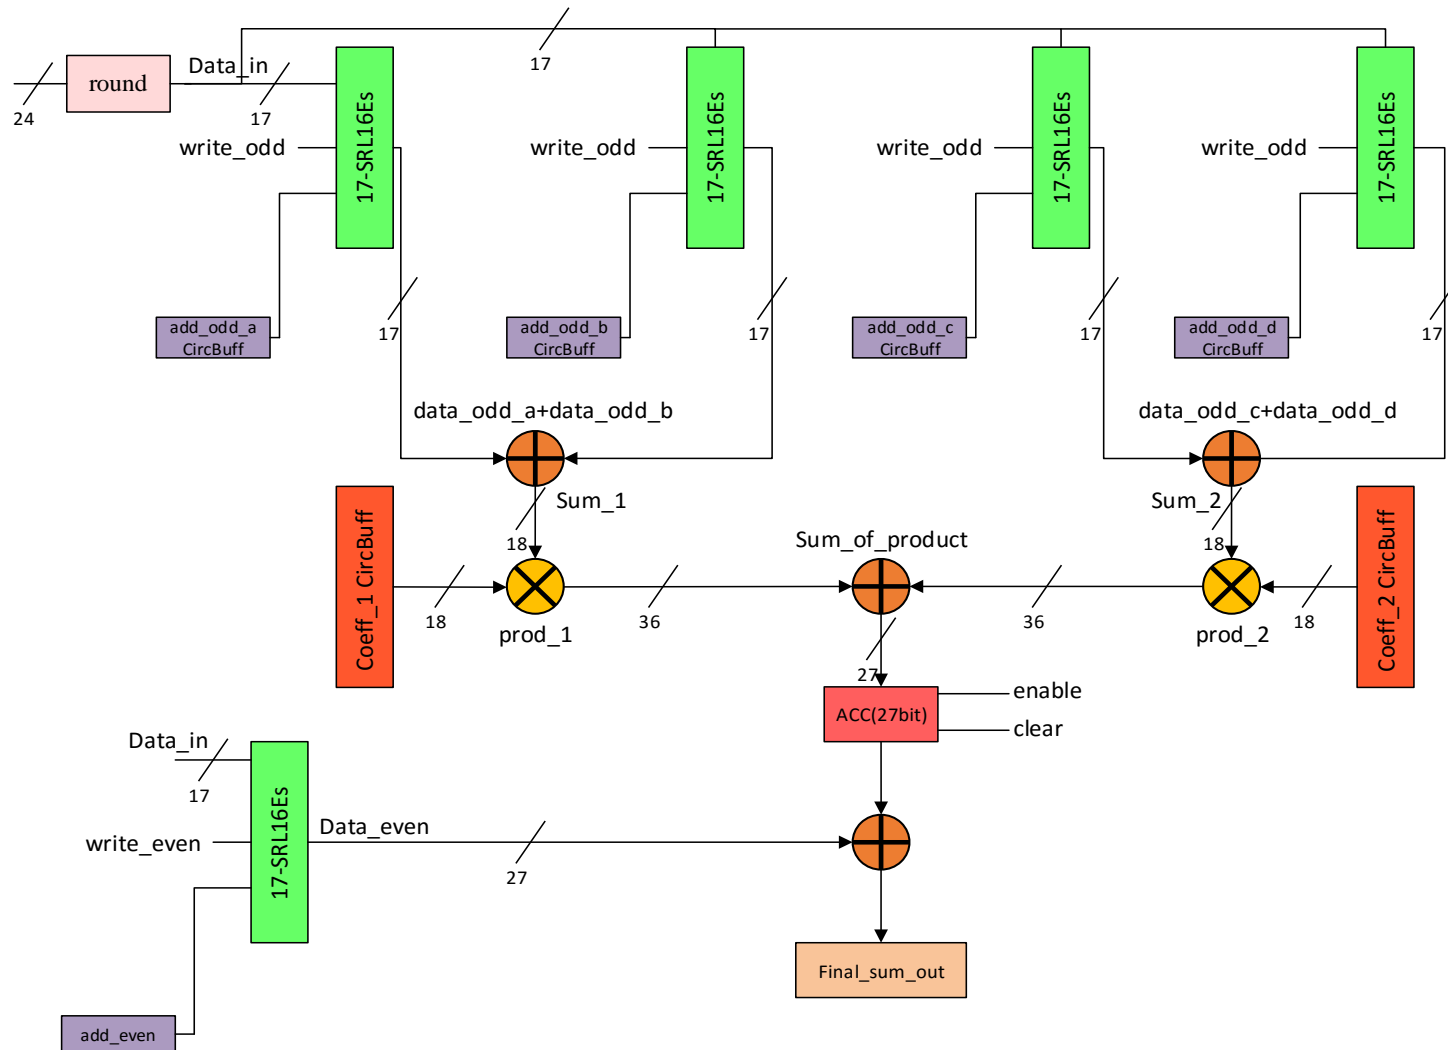 round
Data_in
24
17
17
17-SRL16Es
17-SRL16Es
17-SRL16Es
17-SRL16Es
write_odd
write_odd
write_odd
write_odd
add_odd_a
CircBuff
add_odd_b
CircBuff
add_odd_c
CircBuff
add_odd_d
CircBuff
17
17
17
17
data_odd_a+data_odd_b
data_odd_c+data_odd_d
Sum_1
Sum_2
18
18
Coeff_1 CircBuff
Sum_of_product
Coeff_2 CircBuff
18
36
36
18
prod_1
prod_2
27
ACC(27bit)
enable
clear
Data_in
17
17-SRL16Es
write_even
Data_even
27
add_even
Final_sum_out